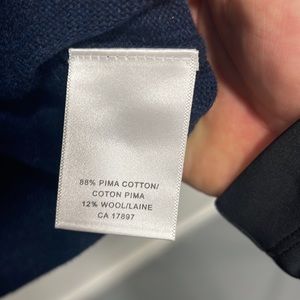 88% PIMA COTTON/
COTON PIMA
12% WOOL/LAINE
CA 17897